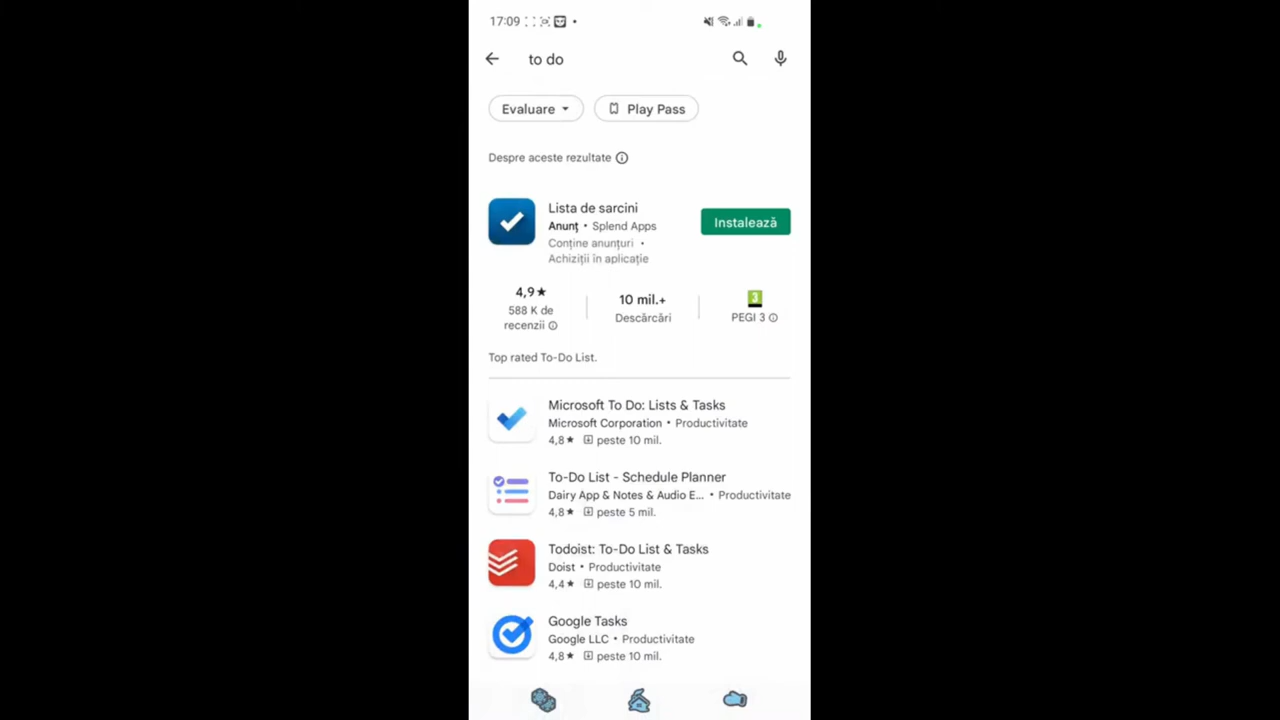 17:09
to do
Evaluare
Play Pass
Despre aceste rezultate
Lista de sarcini
Anunț • Splend Apps
Conține anunțuri •
Achiziții în aplicație
Instalează
4,9★
588 K de
recenzii
10 mil.+
Descărcări
3
PEGI 3
Top rated To-Do List.
Microsoft To Do: Lists & Tasks
Microsoft Corporation • Productivitate
4,8★ peste 10 mil.
To-Do List - Schedule Planner
Dairy App & Notes & Audio E... • Productivitate
4,8★ peste 5 mil.
Todoist: To-Do List & Tasks
Doist • Productivitate
4,4★ peste 10 mil.
Google Tasks
Google LLC • Productivitate
4,8★ peste 10 mil.